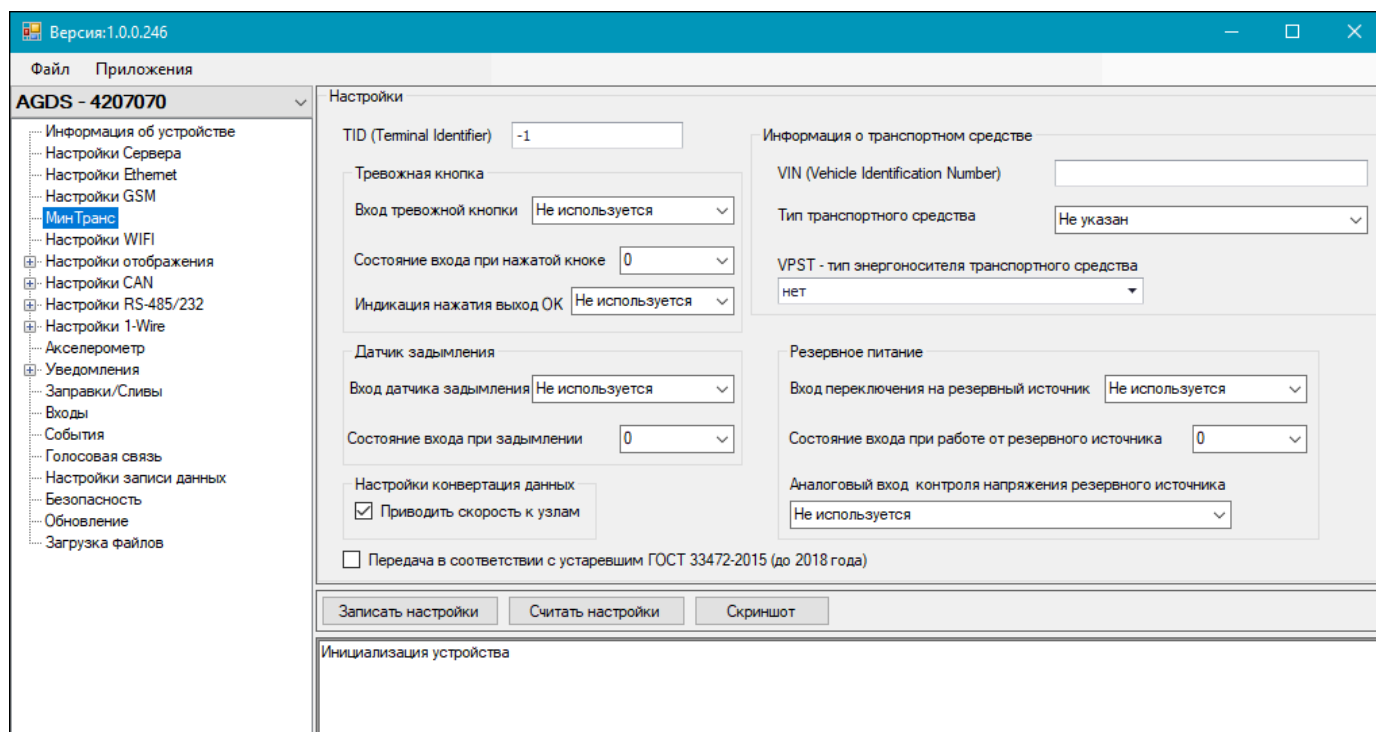 Версия:1.0.0.246
Файл Приложения
AGDS - 4207070
Информация об устройстве
Настройки Сервера
Настройки Ethernet
Настройки GSM
МинТранс
Настройки WIFI
Настройки отображения
Настройки CAN
Настройки RS-485/232
Настройки 1-Wire
Акселерометр
Уведомления
Заправки/Сливы
Входы
События
Голосовая связь
Настройки записи данных
Безопасность
Обновление
Загрузка файлов
Настройки
TID (Terminal Identifier) -1
Тревожная кнопка
Вход тревожной кнопки Не используется
Состояние входа при нажатой кноке 0
Индикация нажатия выход ОК Не используется
Информация о транспортном средстве
VIN (Vehicle Identification Number)
Тип транспортного средства Не указан
VPST - тип энергоносителя транспортного средства
нет
Датчик задымления
Вход датчика задымления Не используется
Состояние входа при задымлении 0
Резервное питание
Вход переключения на резервный источник Не используется
Состояние входа при работе от резервного источника 0
Аналоговый вход контроля напряжения резервного источника
Не используется
Настройки конвертация данных
Приводить скорость к узлам
Передача в соответствии с устаревшим ГОСТ 33472-2015 (до 2018 года)
Записать настройки Считать настройки Скриншот
Инициализация устройства